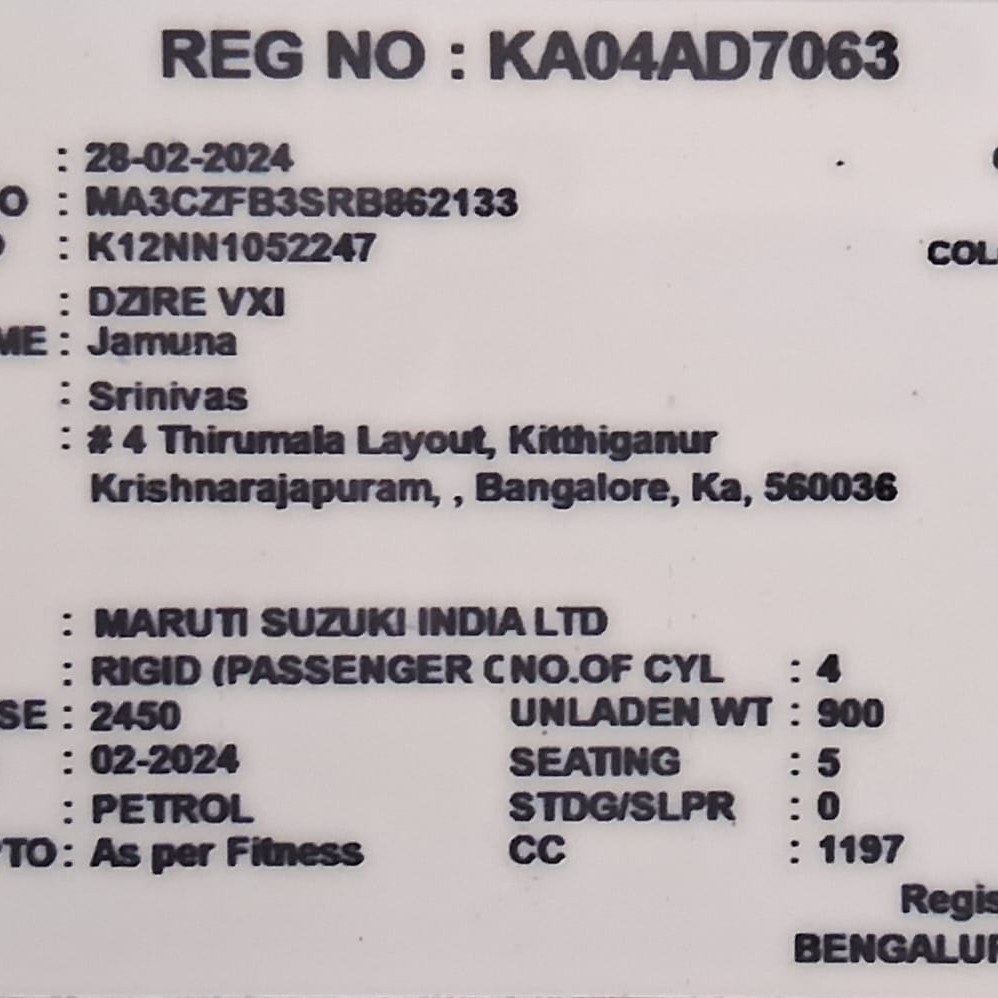 REG NO : KA04AD7063
: 28-02-2024
O : MA3CZFB3SRB862133
: K12NN1052247
COL
: DZIRE VXI
ME : Jamuna
: Srinivas
: # 4 Thirumala Layout, Kitthiganur
Krishnarajapuram, , Bangalore, Ka, 560036
: MARUTI SUZUKI INDIA LTD
: RIGID (PASSENGER C NO.OF CYL : 4
SE : 2450 UNLADEN WT : 900
: 02-2024 SEATING : 5
: PETROL STDG/SLPR : 0
TO : As per Fitness CC : 1197
Regis
BENGALUR